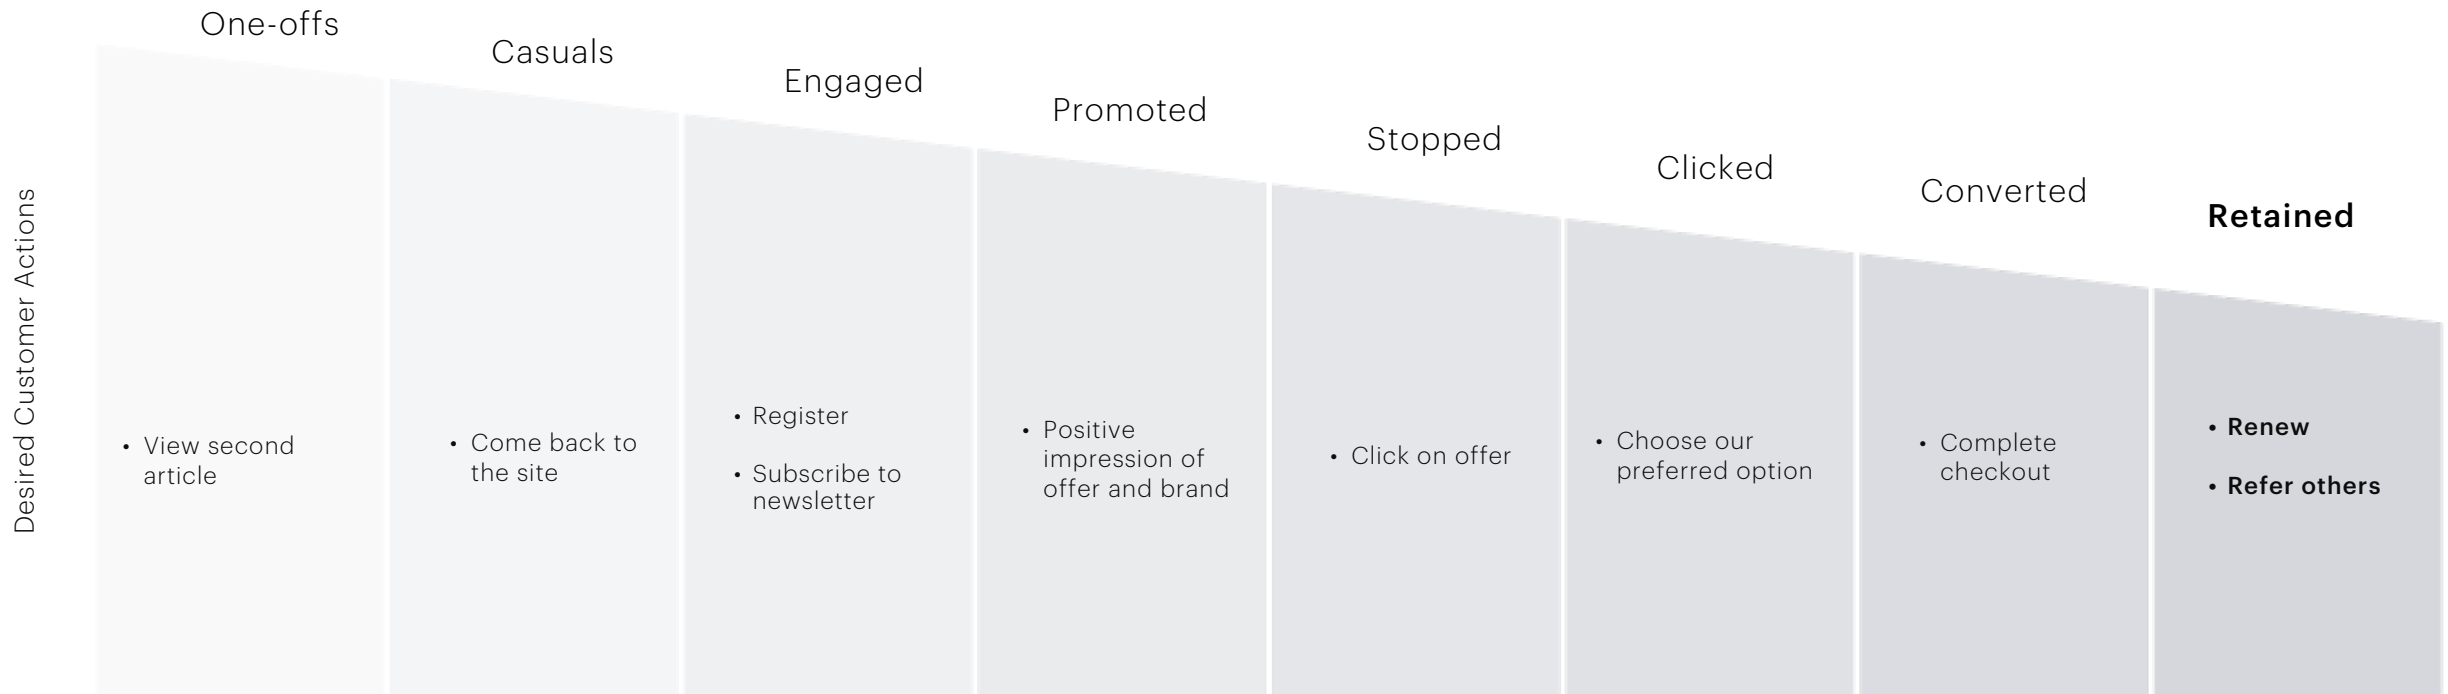 One-offs
Casuals
Engaged
Promoted
Stopped
Clicked
Converted
Retained
Desired Customer Actions
• View second
article
• Come back to
the site
• Register
• Subscribe to
newsletter
• Positive
impression of
offer and brand
• Click on offer
• Choose our
preferred option
• Complete
checkout
• Renew
• Refer others